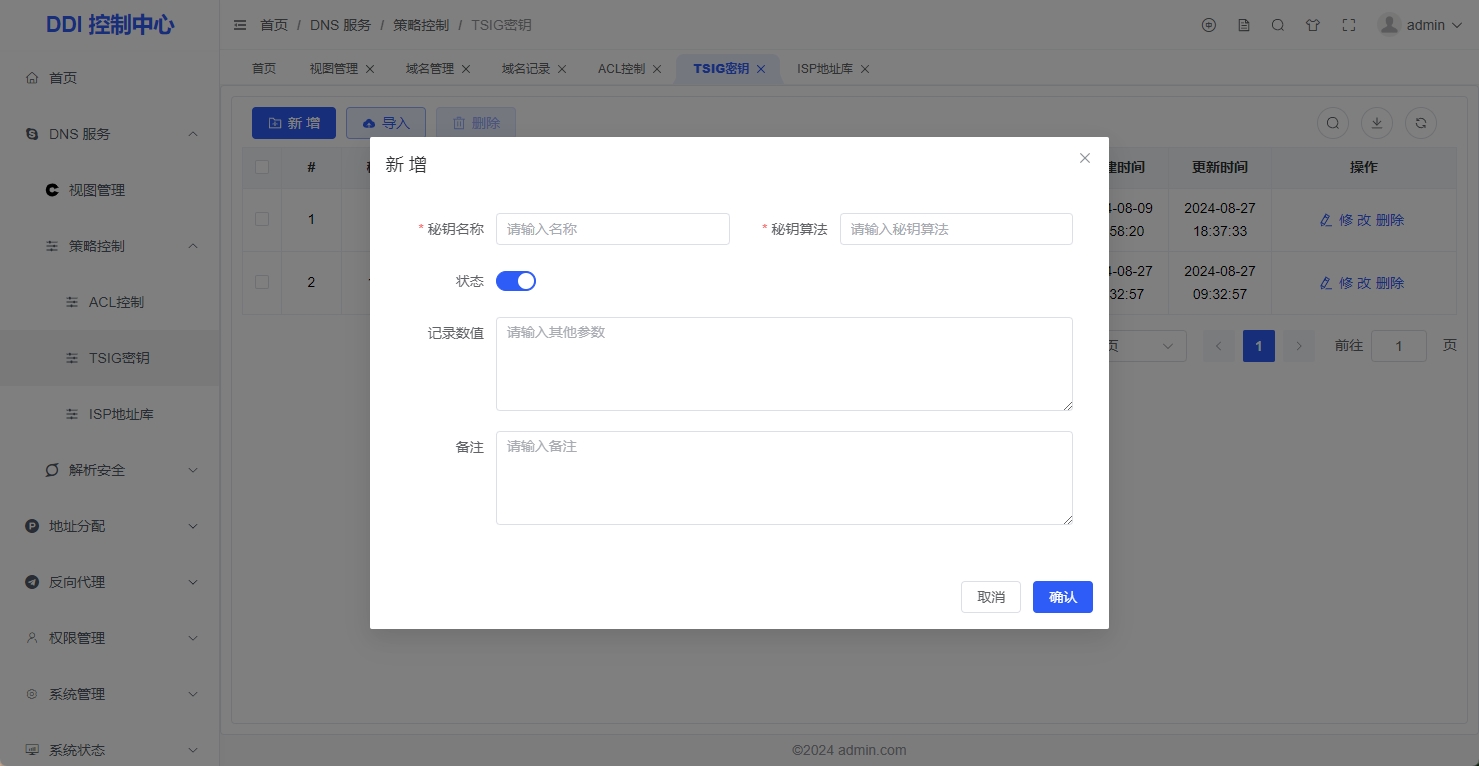 DDI 控制中心
首页 / DNS 服务 / 策略控制 / TSIG密钥
admin
首页
视图管理
域名管理
域名记录
ACL控制
TSIG密钥
ISP地址库
首页
DNS 服务
视图管理
策略控制
ACL控制
TSIG密钥
ISP地址库
解析安全
地址分配
反向代理
权限管理
系统管理
系统状态
新 增
导入
删除
#
建时间
更新时间
操作
1
4-08-09
58:20
2024-08-27
18:37:33
修 改 删除
2
4-08-27
32:57
2024-08-27
09:32:57
修 改 删除
页
1
前往
1
页
新 增
* 秘钥名称
请输入名称
* 秘钥算法
请输入秘钥算法
状态
记录数值
请输入其他参数
备注
请输入备注
取消
确认
©2024 admin.com